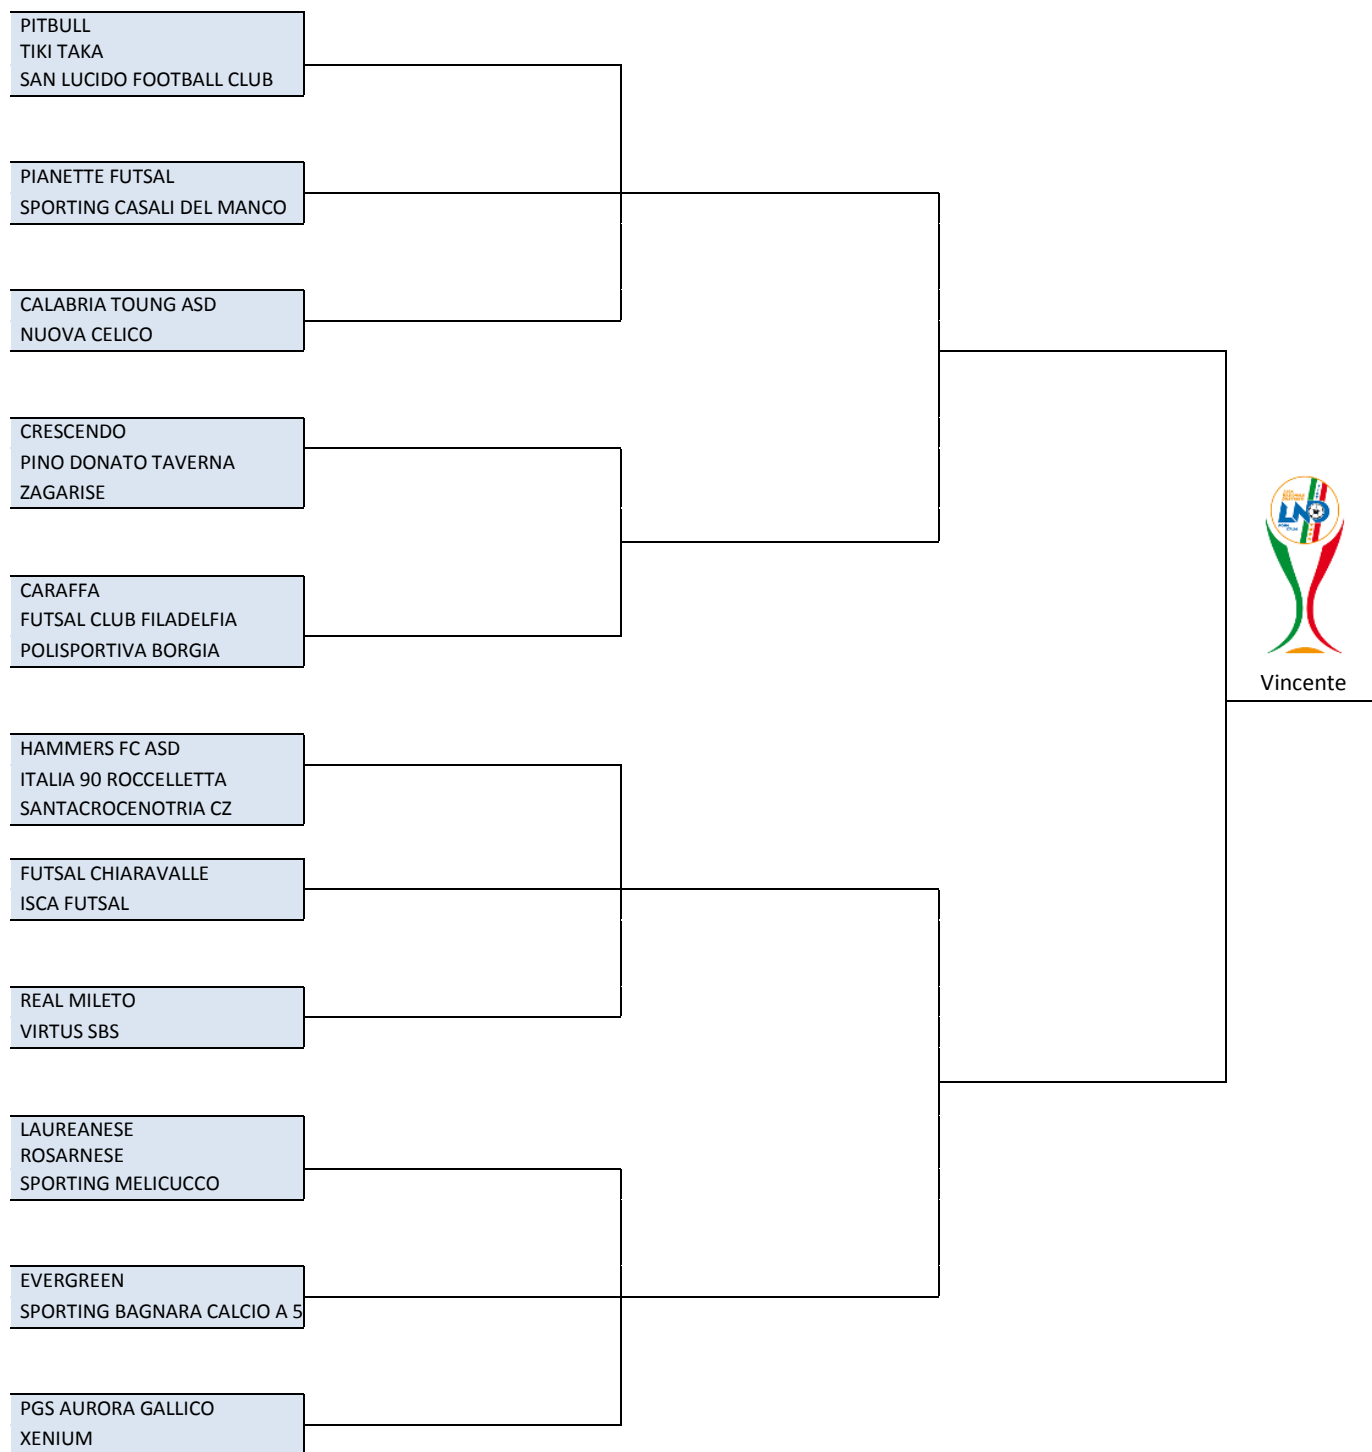 PITBULL
TIKI TAKA
SAN LUCIDO FOOTBALL CLUB
PIANETTE FUTSAL
SPORTING CASALI DEL MANCO
CALABRIA TOUNG ASD
NUOVA CELICO
CRESCENDO
PINO DONATO TAVERNA
ZAGARISE
CARAFFA
FUTSAL CLUB FILADELFIA
POLISPORTIVA BORGIA
LND
Vincente
HAMMERS FC ASD
ITALIA 90 ROCCELLETTA
SANTACROCENOTRIA CZ
FUTSAL CHIARAVALLE
ISCA FUTSAL
REAL MILETO
VIRTUS SBS
LAUREANESE
ROSARNESE
SPORTING MELICUCCO
EVERGREEN
SPORTING BAGNARA CALCIO A 5
PGS AURORA GALLICO
XENIUM